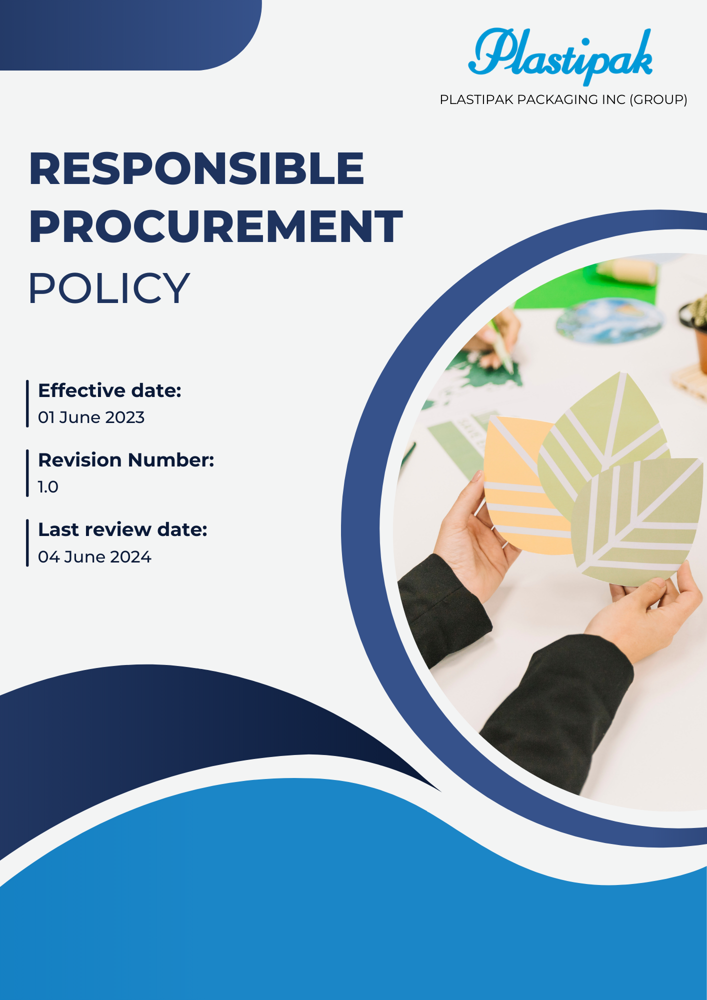 Plastipak
PLASTIPAK PACKAGING INC (GROUP)
RESPONSIBLE
PROCUREMENT
POLICY
Effective date:
01 June 2023
Revision Number:
1.0
Last review date:
04 June 2024